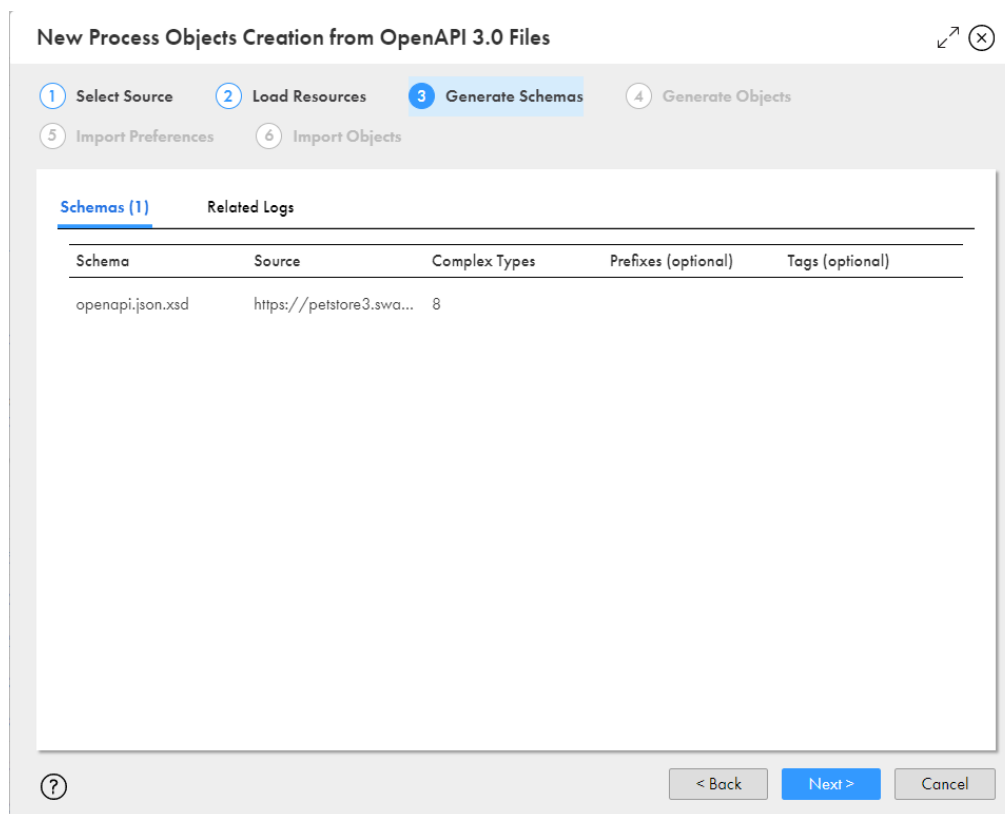 New Process Objects Creation from OpenAPI 3.0 Files
1 Select Source 2 Load Resources 3 Generate Schemas 4 Generate Objects
5 Import Preferences 6 Import Objects
Schemas (1) Related Logs
Schema Source Complex Types Prefixes (optional) Tags (optional)
openapi.json.xsd https://petstore3.swa... 8
? < Back Next > Cancel